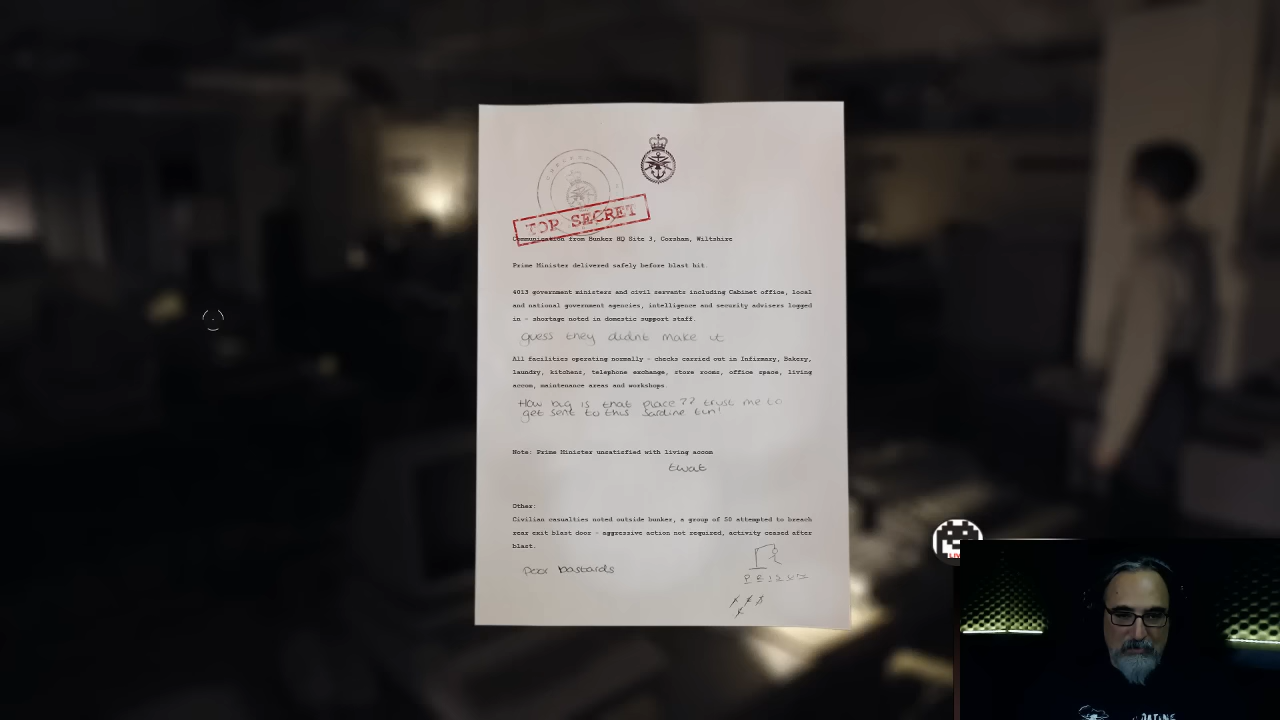 TOP SECRET
Communication from Bunker HQ Site 3, Corsham, Wiltshire
Prime Minister delivered safely before blast hit.
4013 government ministers and civil servants including Cabinet office, local
and national government agencies, intelligence and security advisers logged
in - shortage noted in domestic support staff.
guess they didnt make it
All facilities operating normally - checks carried out in Infirmary, Bakery,
laundry, kitchens, telephone exchange, store rooms, office space, living
accom, maintenance areas and workshops.
How big is that place?? trust me to
get sent to this sardine tin!
Note: Prime Minister unsatisfied with living accom
twat
Other:
Civilian casualties noted outside bunker, a group of 50 attempted to breach
rear exit blast door - aggressive action not required, activity ceased after
blast.
Poor bastards